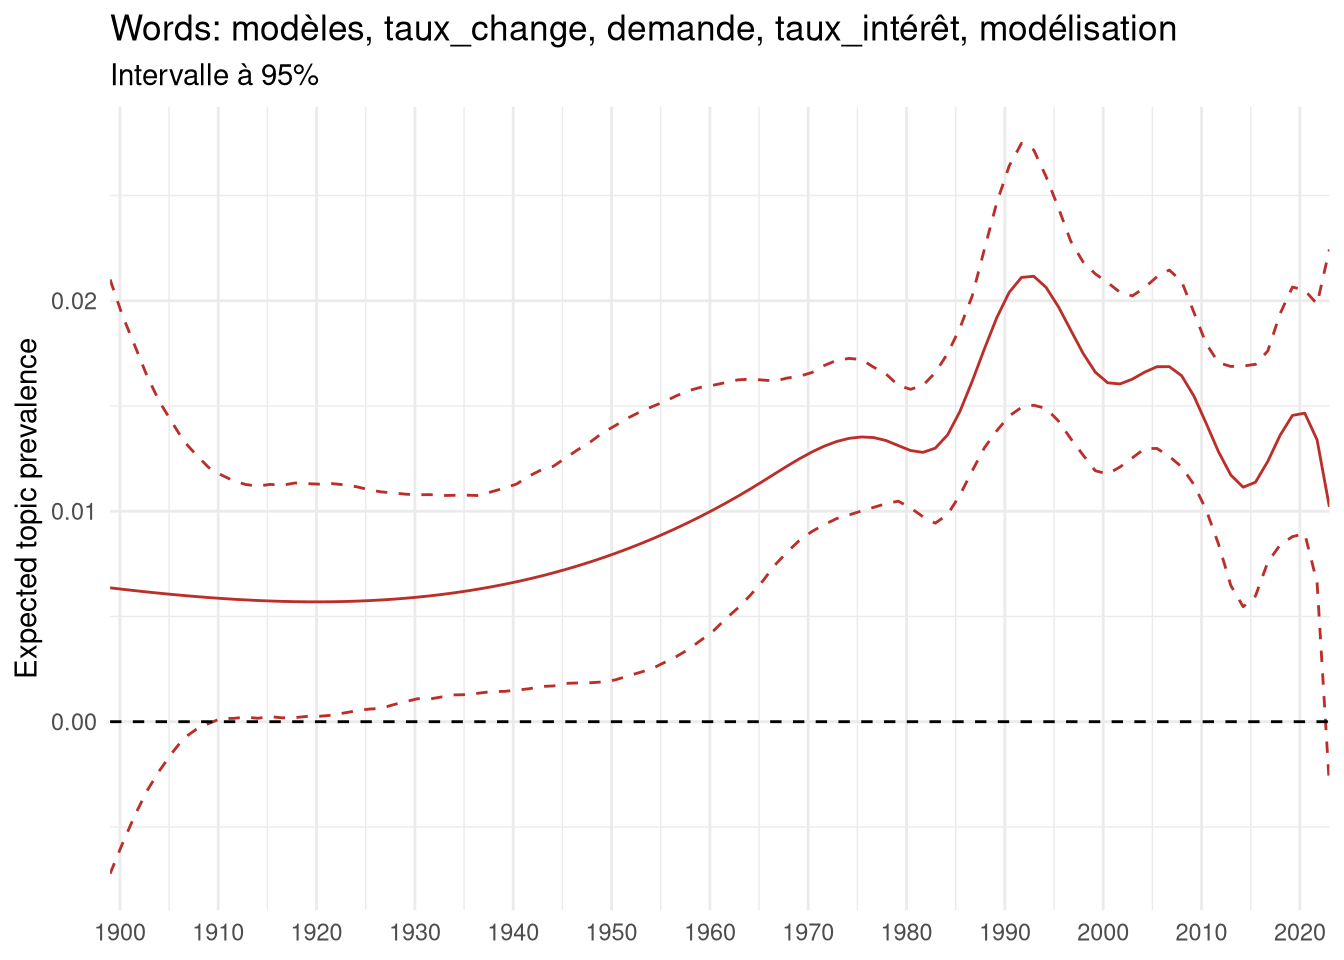 Words: modèles, taux_change, demande, taux_intérêt, modélisation
Intervalle à 95%
Expected topic prevalence
0.02
0.01
0.00
1900 1910 1920 1930 1940 1950 1960 1970 1980 1990 2000 2010 2020